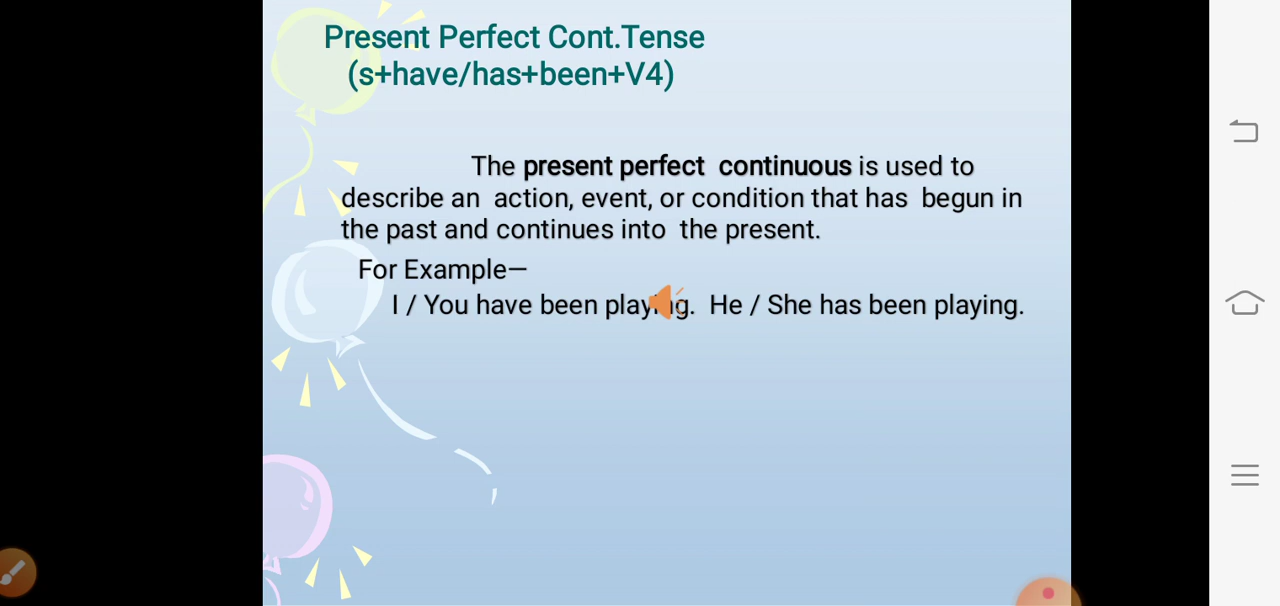 Present Perfect Cont.Tense
(s+have/has+been+V4)
The present perfect continuous is used to
describe an action, event, or condition that has begun in
the past and continues into the present.
For Example—
I / You have been playing. He / She has been playing.